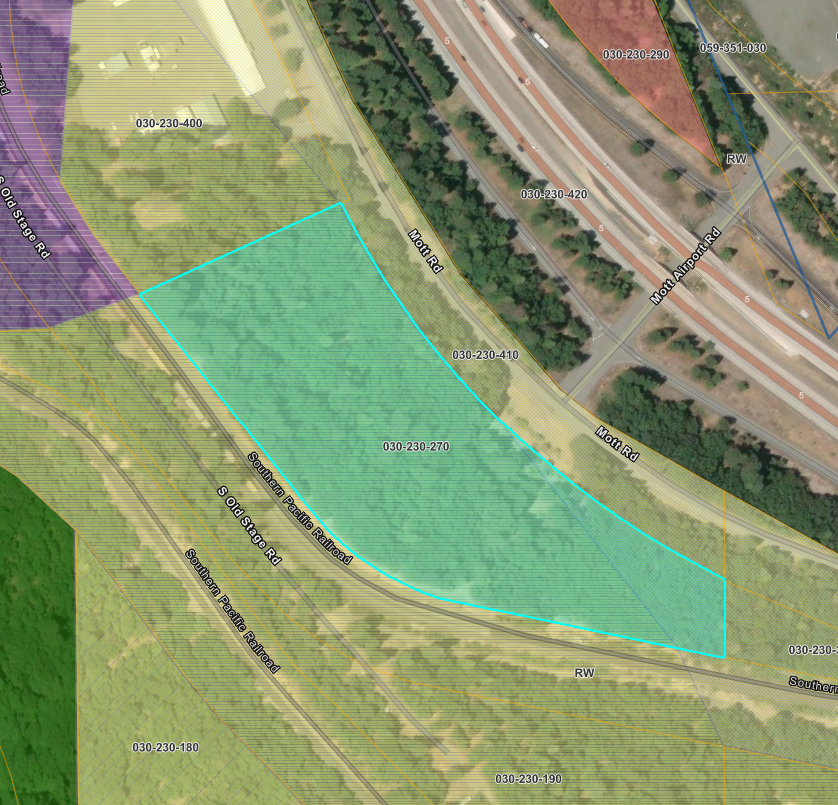 5
030-230-290
059-351-030
5
030-230-400
RW
S Old Stage Rd
030-230-420
5
Mott Rd
Mott Airport Rd
5
030-230-410
5
030-230-270
Mott Rd
Southern Pacific Railroad
S Old Stage Rd
Southern Pacific Railroad
RW
Southern
030-230-180
030-230-190